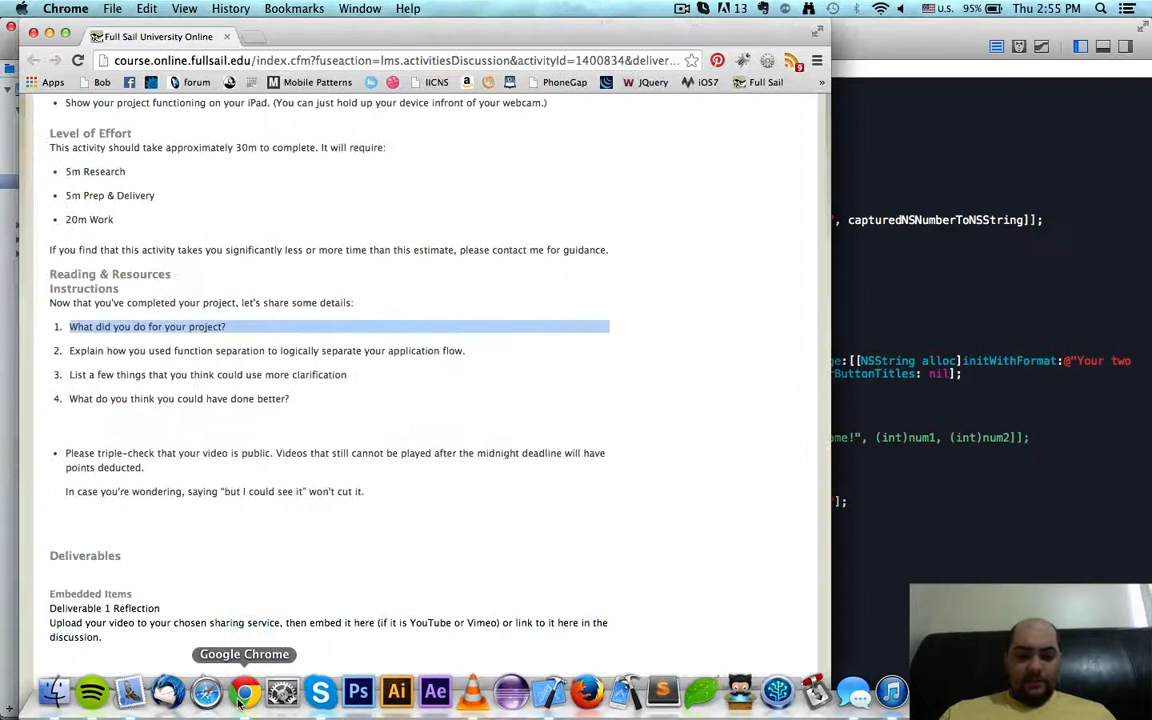 Chrome File Edit View History Bookmarks Window Help 13 U.S. 95% Thu 2:55 PM
Full Sail University Online
course.online.fullsail.edu/index.cfm?fuseaction=lms.activitiesDiscussion&activityId=1400834&deliver...
Apps Bob forum Mobile Patterns IICNS PhoneGap JQuery iOS7 Full Sail
• Show your project functioning on your iPad. (You can just hold up your device infront of your webcam.)
Level of Effort
This activity should take approximately 30m to complete. It will require:
• 5m Research
• 5m Prep & Delivery
• 20m Work
If you find that this activity takes you significantly less or more time than this estimate, please contact me for guidance.
Reading & Resources
Instructions
Now that you've completed your project, let's share some details:
1. What did you do for your project?
2. Explain how you used function separation to logically separate your application flow.
3. List a few things that you think could use more clarification
4. What do you think you could have done better?
• Please triple-check that your video is public. Videos that still cannot be played after the midnight deadline will have
points deducted.
In case you're wondering, saying "but I could see it" won't cut it.
Deliverables
Embedded Items
Deliverable 1 Reflection
Upload your video to your chosen sharing service, then embed it here (if it is YouTube or Vimeo) or link to it here in the
discussion.
", capturedNSNumberToNSString]];
ge:[[NSString alloc]initWithFormat:@"Your two
rButtonTitles: nil];
ome!", (int)num1, (int)num2]];
"];
Google Chrome
Ps Ai Ae